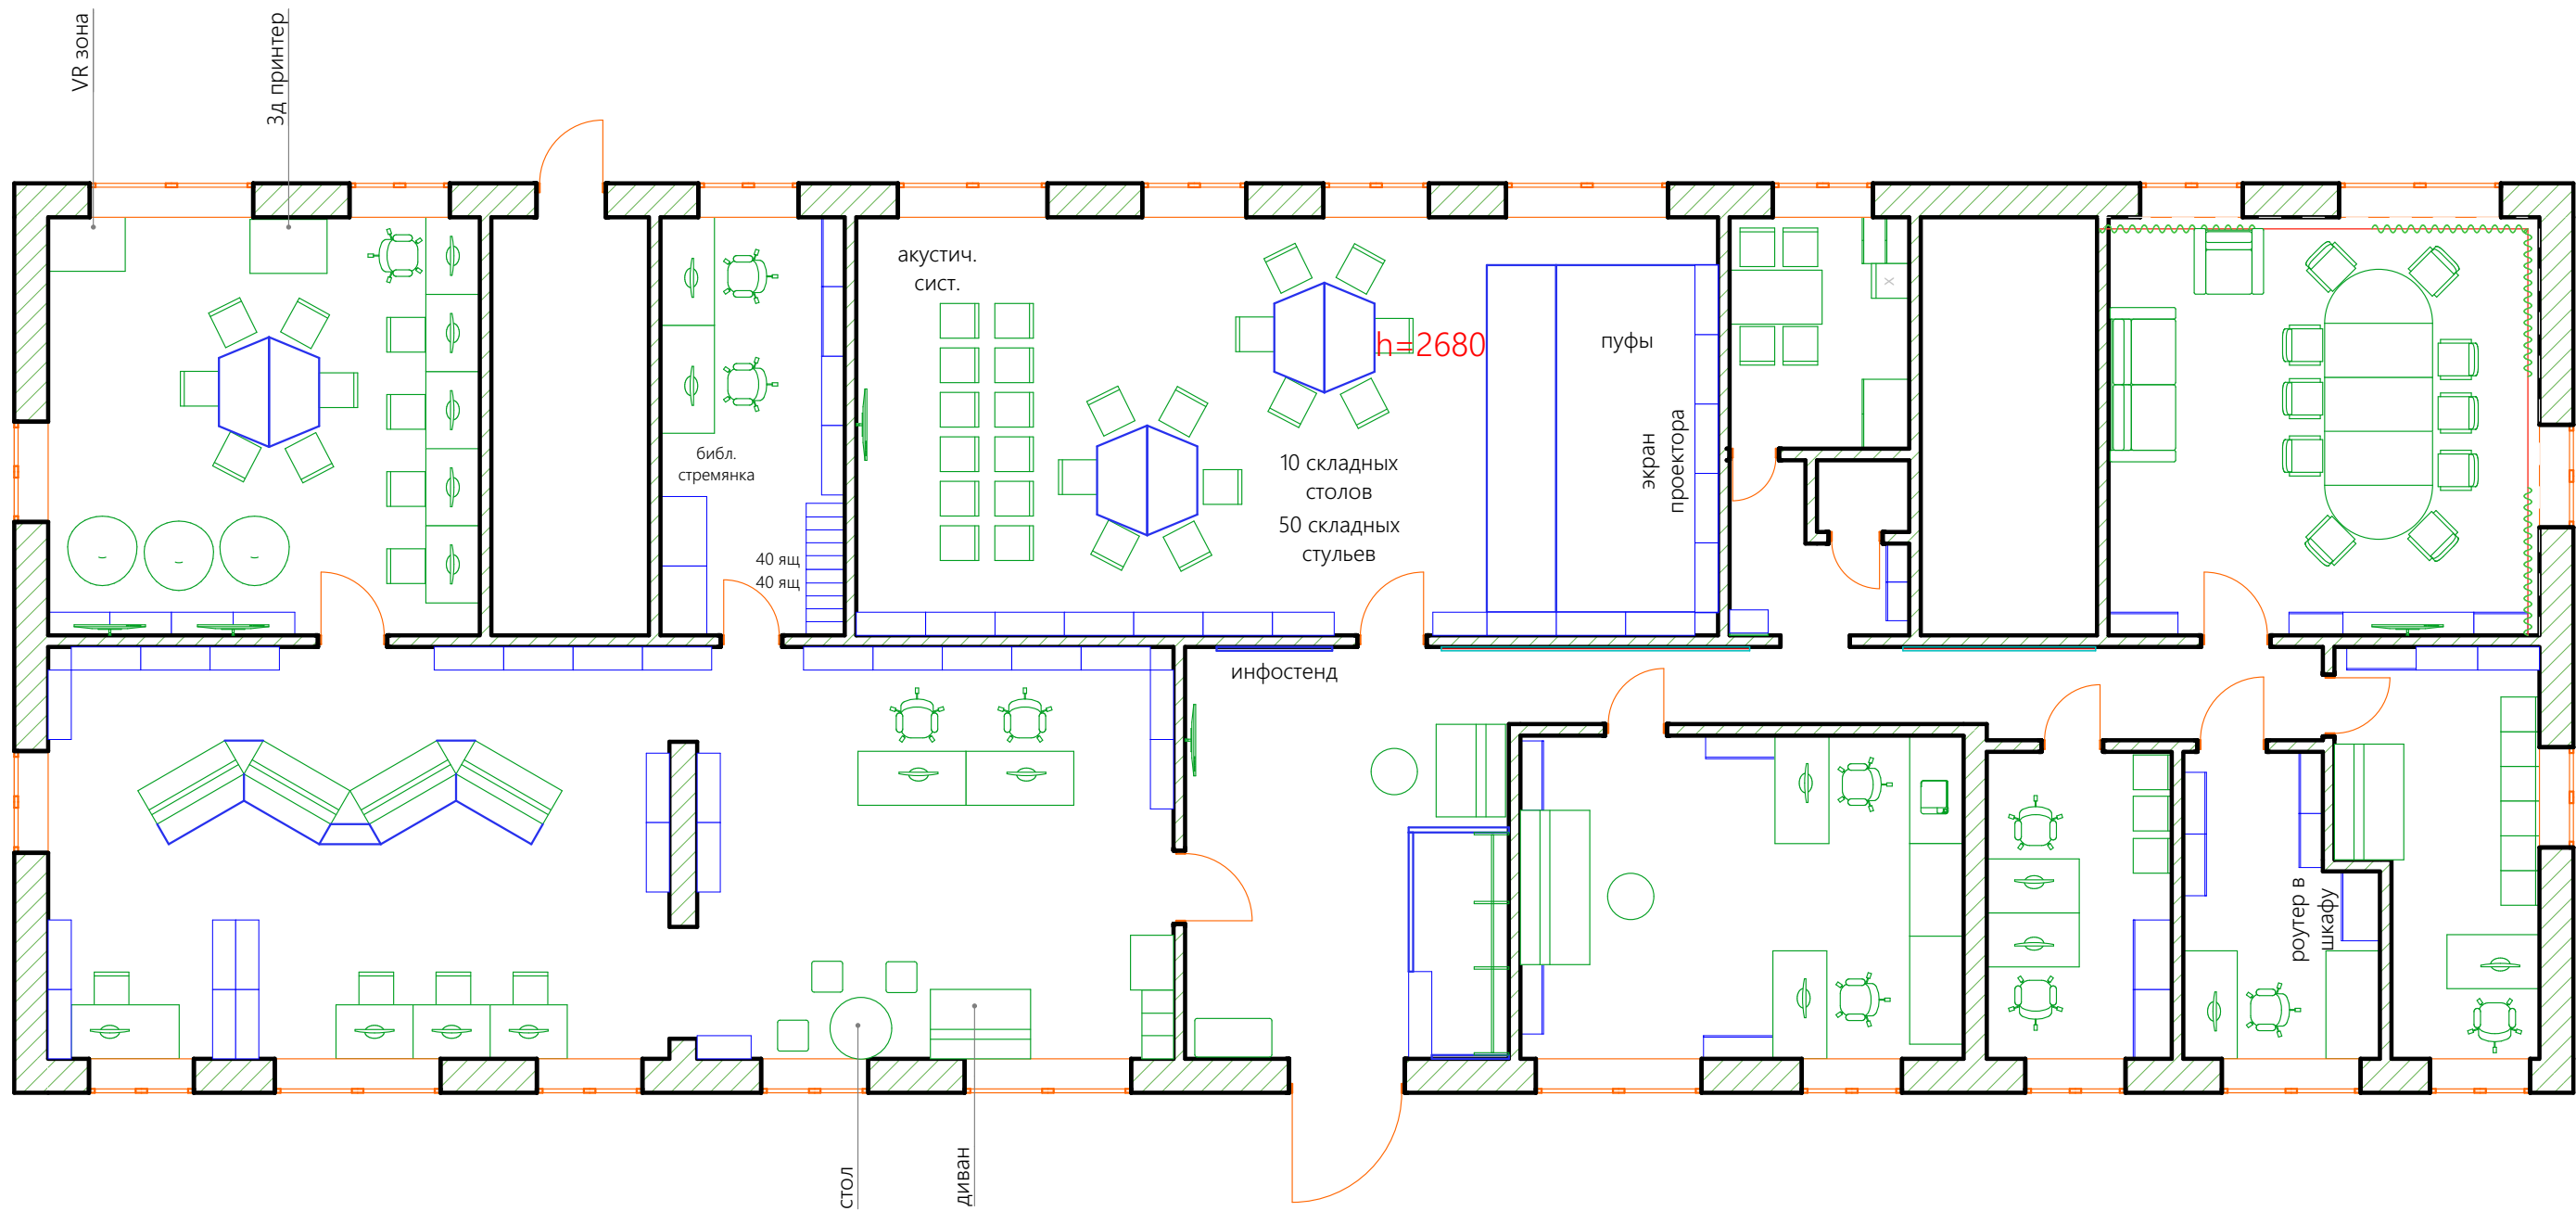 VR зона
3д принтер
акустич.
сист.
h=2680
пуфы
x
экран
проектора
библ.
стремянка
10 складных
столов
50 складных
стульев
40 ящ
40 ящ
инфостенд
роутер в
шкафу
стол
диван